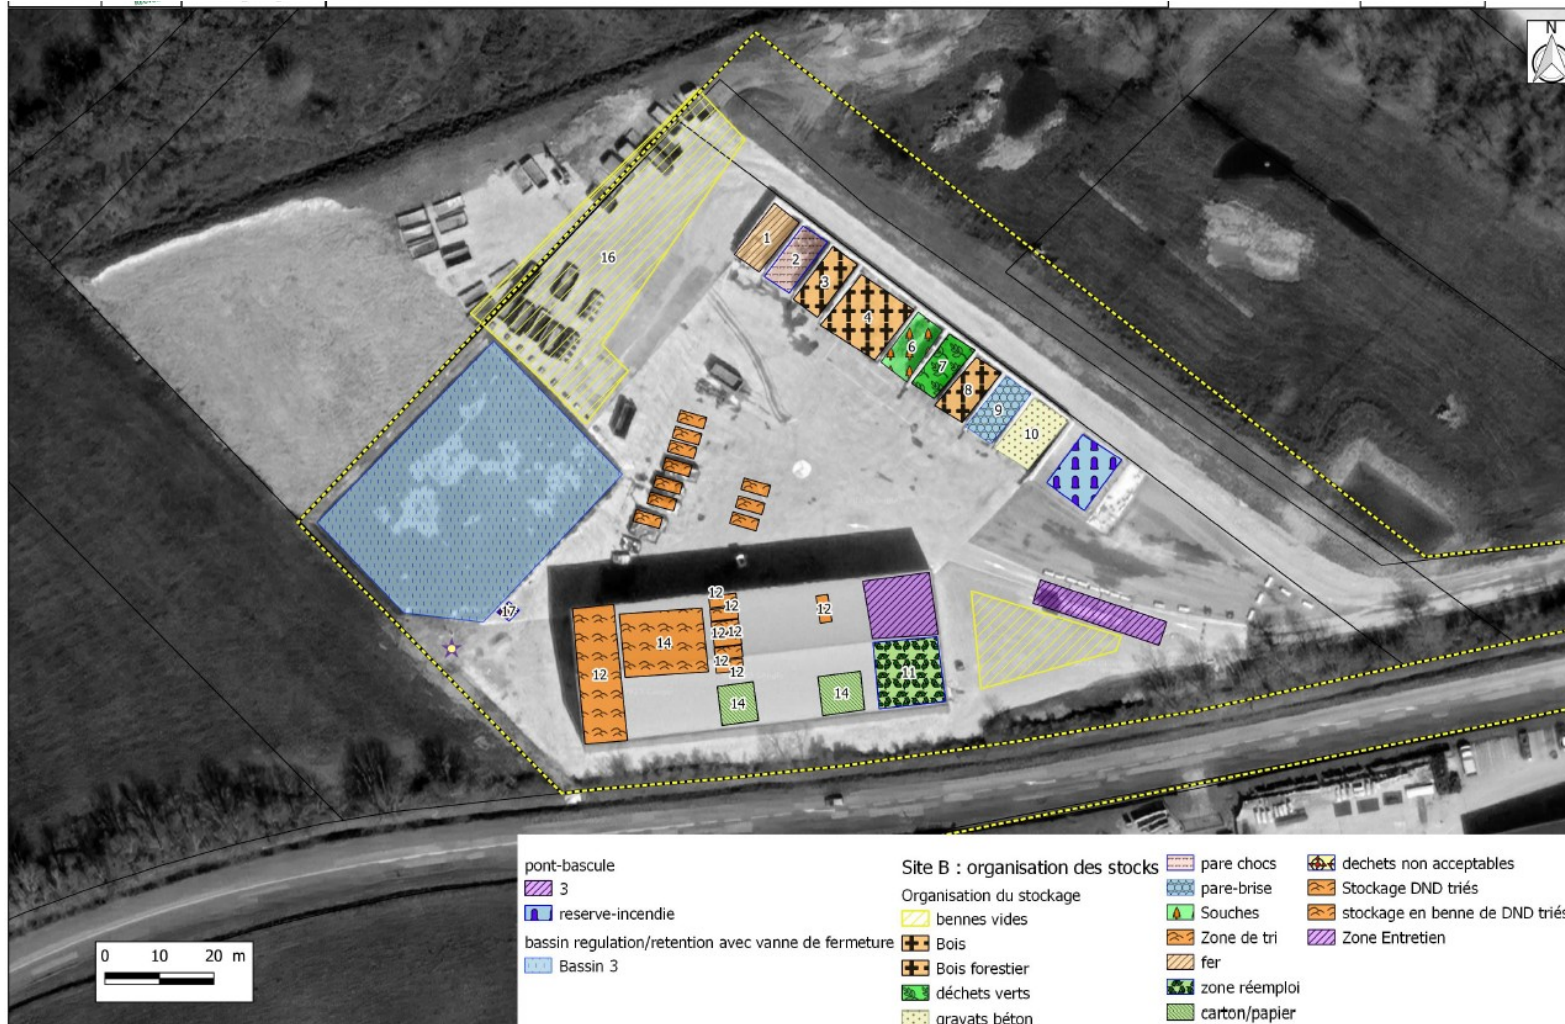 N
16
1
2
3
4
6
7
8
9
10
17
12
12
12
12
12
12
12
12
14
14
14
11
0 10 20 m
pont-bascule
3
reserve-incendie
bassin regulation/retention avec vanne de fermeture
Bassin 3
Site B : organisation des stocks
Organisation du stockage
bennes vides
Bois
Bois forestier
déchets verts
gravats béton
pare chocs
pare-brise
Souches
Zone de tri
fer
zone réemploi
carton/papier
dechets non acceptables
Stockage DND triés
stockage en benne de DND triés
Zone Entretien